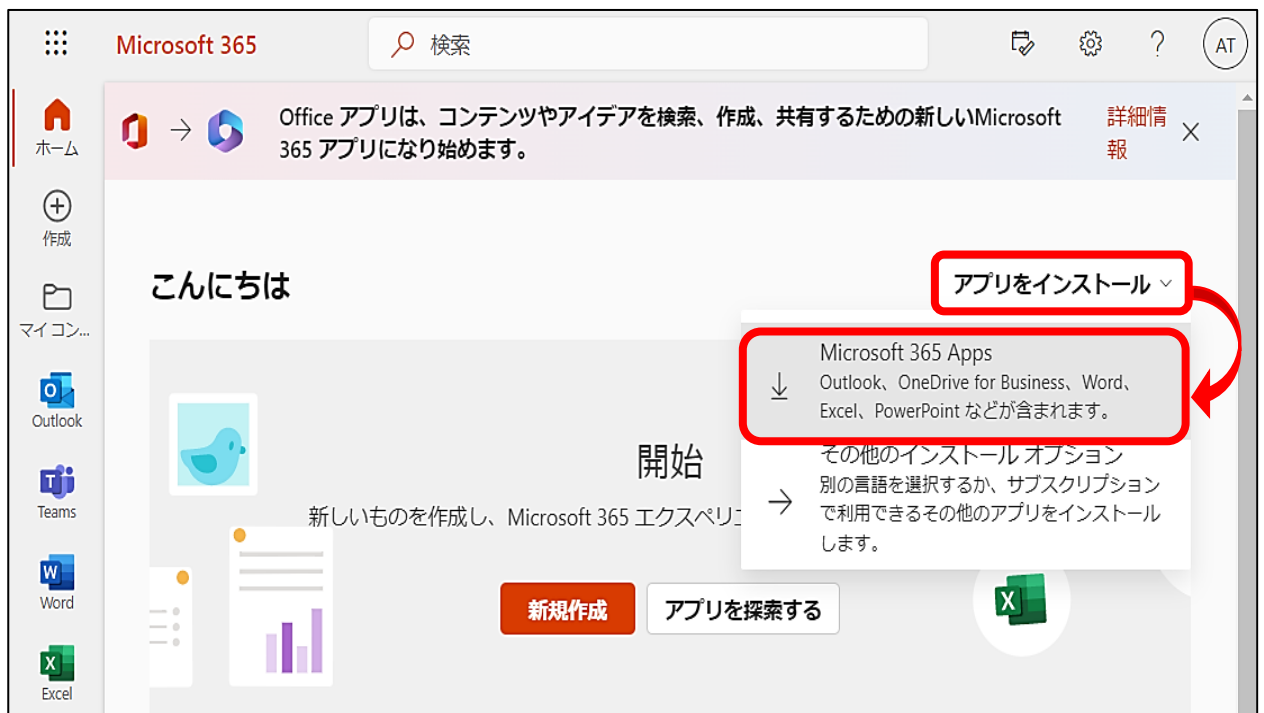 Microsoft 365
検索
AT
ホーム
Office アプリは、コンテンツやアイデアを検索、作成、共有するための新しいMicrosoft
365 アプリになり始めます。
詳細情
報
作成
こんにちは
アプリをインストール
マイ コン...
Microsoft 365 Apps
Outlook、OneDrive for Business、Word、
Excel、PowerPoint などが含まれます。
Outlook
その他のインストール オプション
別の言語を選択するか、サブスクリプション
で利用できるその他のアプリをインストール
します。
開始
新しいものを作成し、Microsoft 365 エクスペリエ
Teams
Word
新規作成
アプリを探索する
Excel